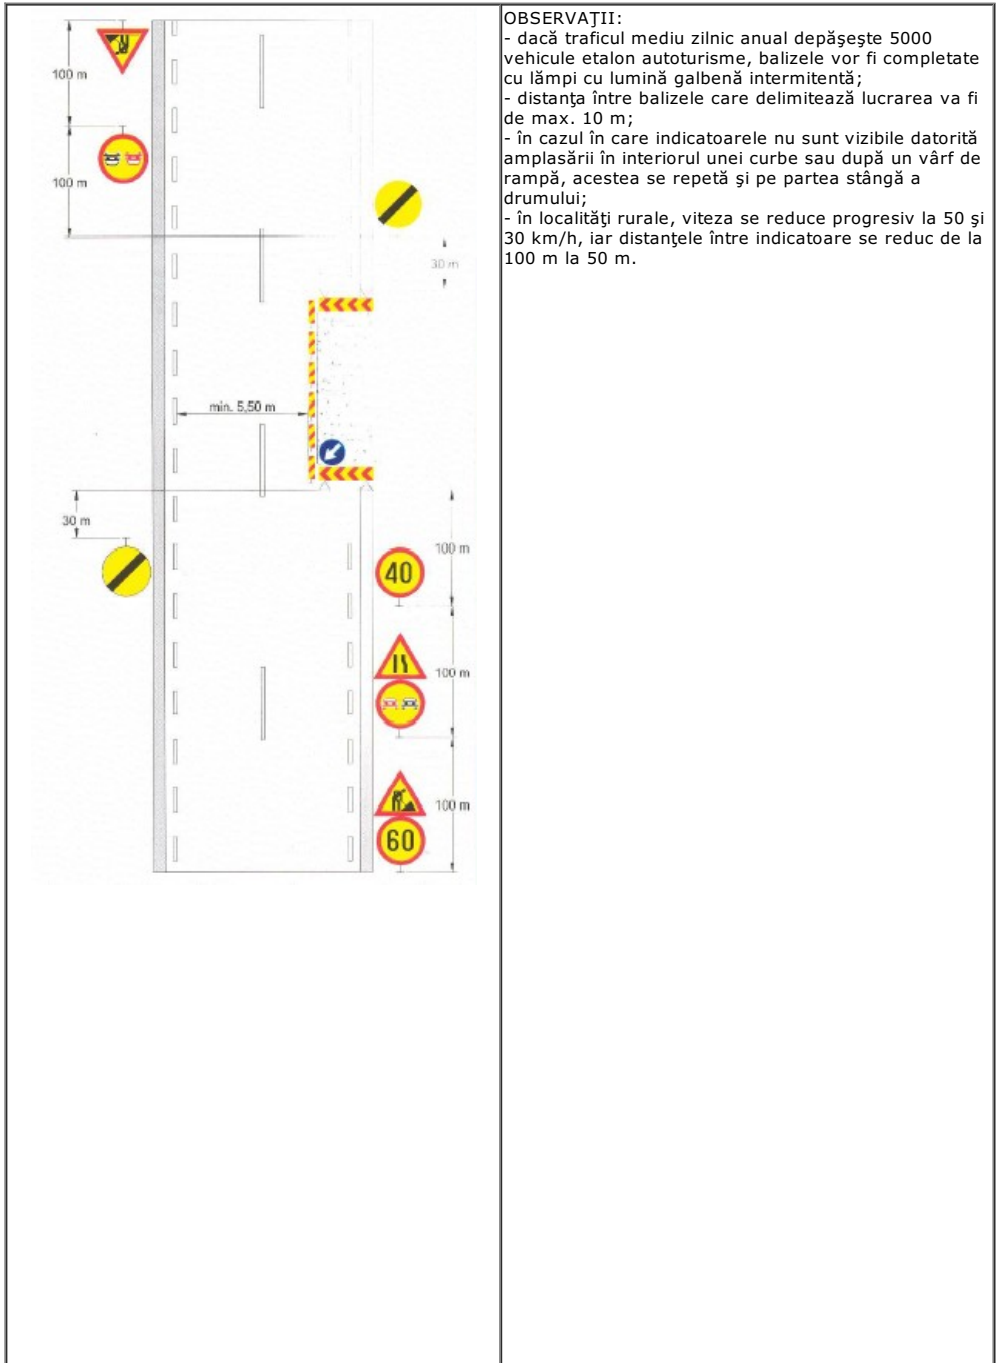 100 m
100 m
30 m
min. 5,50 m
30 m
100 m
40
100 m
100 m
60
OBSERVAŢII:
- dacă traficul mediu zilnic anual depăşeşte 5000
vehicule etalon autoturisme, balizele vor fi completate
cu lămpi cu lumină galbenă intermitentă;
- distanţa între balizele care delimitează lucrarea va fi
de max. 10 m;
- în cazul în care indicatoarele nu sunt vizibile datorită
amplasării în interiorul unei curbe sau după un vârf de
rampă, acestea se repetă şi pe partea stângă a
drumului;
- în localităţi rurale, viteza se reduce progresiv la 50 şi
30 km/h, iar distanţele între indicatoare se reduc de la
100 m la 50 m.